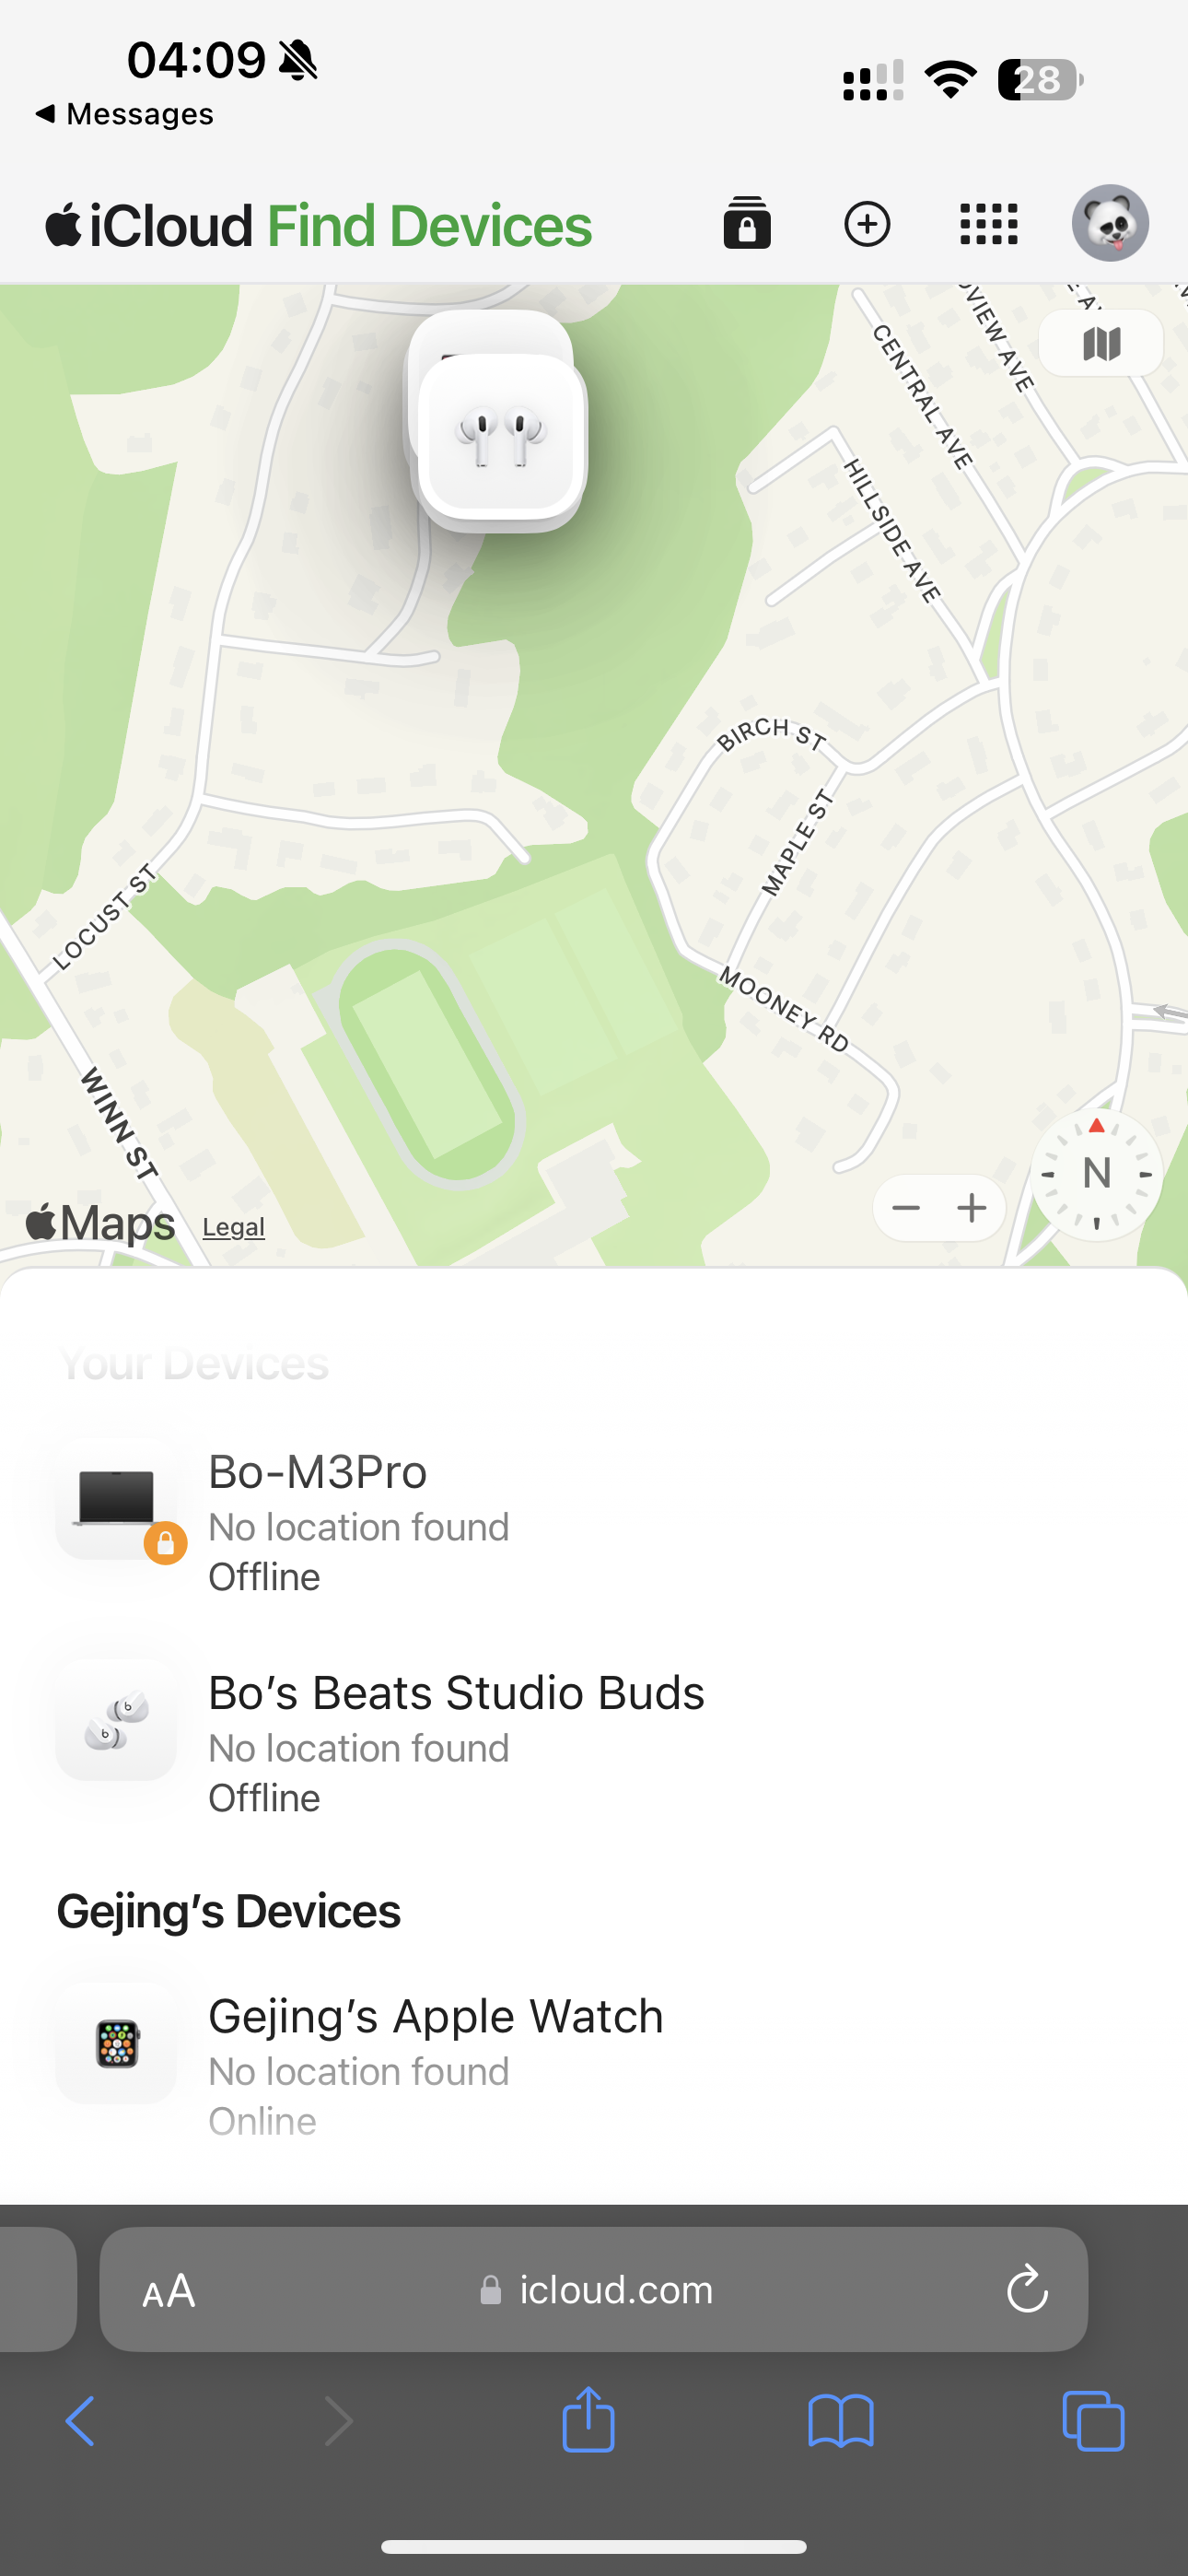 04:09
28
Messages
iCloud Find Devices
CENTRAL AVE
HILLSIDE AVE
BIRCH ST
MAPLE ST
LOCUST ST
MOONEY RD
WINN ST
N
Maps Legal
Your Devices
Bo-M3Pro
No location found
Offline
Bo’s Beats Studio Buds
No location found
Offline
Gejing’s Devices
Gejing’s Apple Watch
No location found
Online
AA
icloud.com